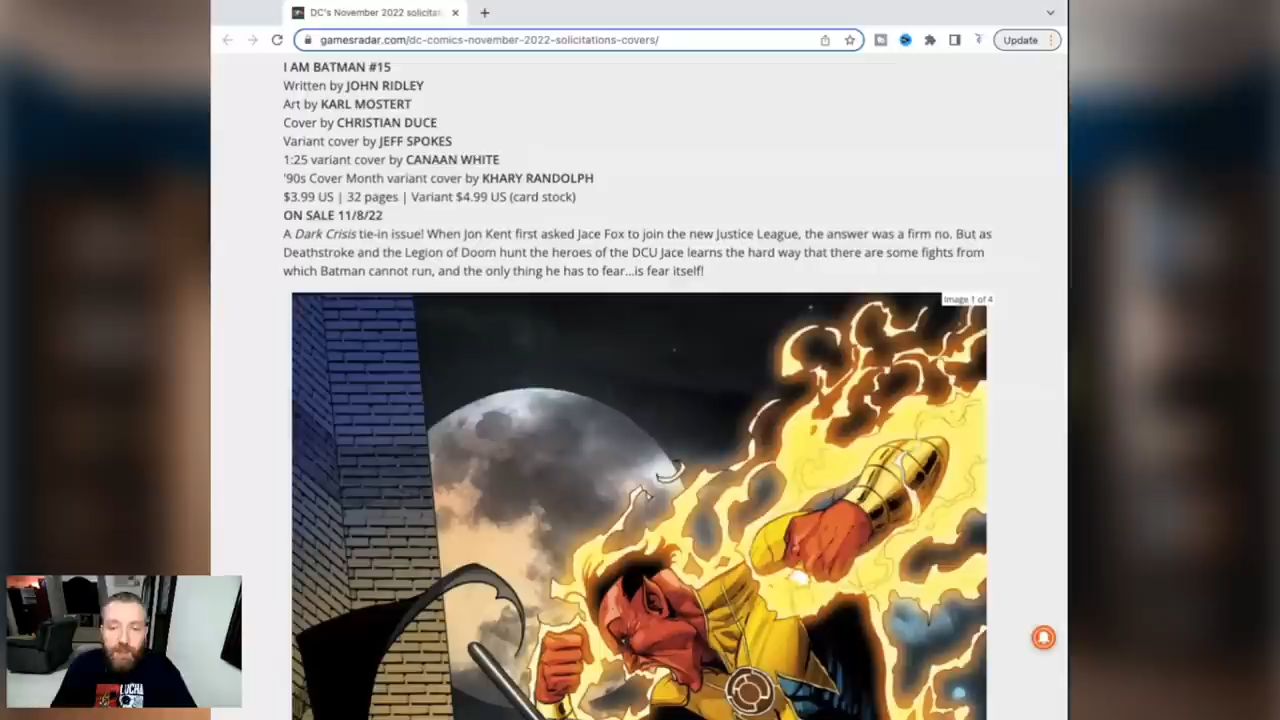 DC's November 2022 solicitat
gamesradar.com/dc-comics-november-2022-solicitations-covers/
Update
I AM BATMAN #15
Written by JOHN RIDLEY
Art by KARL MOSTERT
Cover by CHRISTIAN DUCE
Variant cover by JEFF SPOKES
1:25 variant cover by CANAAN WHITE
'90s Cover Month variant cover by KHARY RANDOLPH
$3.99 US | 32 pages | Variant $4.99 US (card stock)
ON SALE 11/8/22
A Dark Crisis tie-in issue! When Jon Kent first asked Jace Fox to join the new Justice League, the answer was a firm no. But as
Deathstroke and the Legion of Doom hunt the heroes of the DCU Jace learns the hard way that there are some fights from
which Batman cannot run, and the only thing he has to fear...is fear itself!
Image 1 of 4
LUCHA